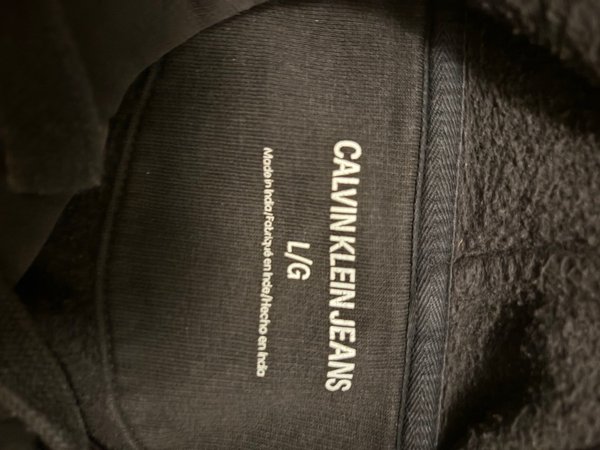 CALVIN KLEIN JEANS
L/G
Made in India/Fabriqué en Inde/Hecho en India